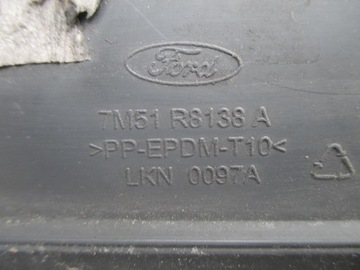 Ford
7M51 R8138 A
>PP-EPDM-T10<
LKN 0097A